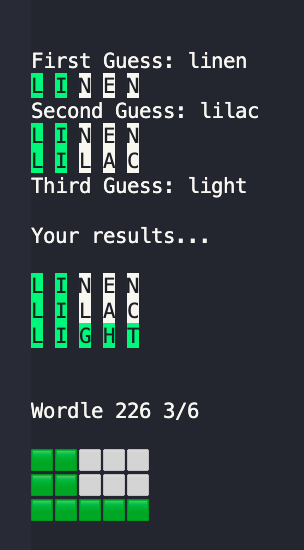 First Guess: linen
L I N E N
Second Guess: lilac
L I N E N
L I L A C
Third Guess: light
Your results...
L I N E N
L I L A C
L I G H T
Wordle 226 3/6